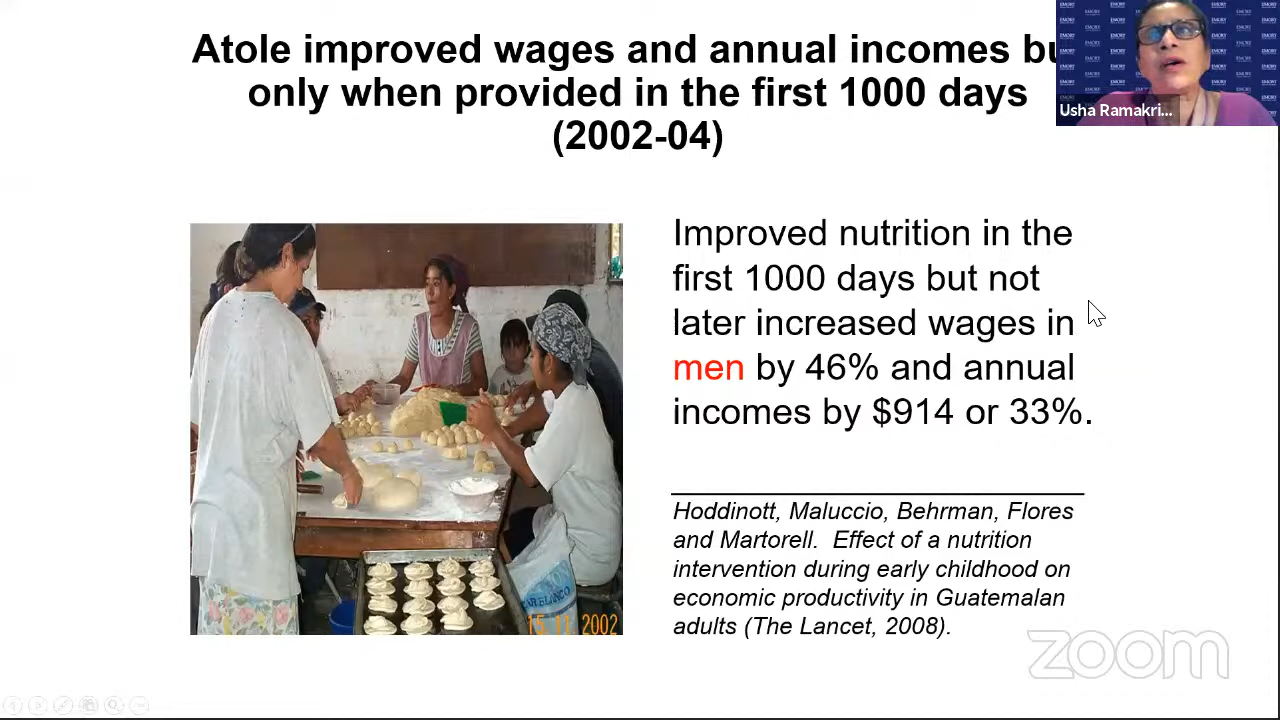 Atole improved wages and annual incomes bu
only when provided in the first 1000 days
(2002-04)
Usha Ramakri...
Improved nutrition in the
first 1000 days but not
later increased wages in
men by 46% and annual
incomes by $914 or 33%.
Hoddinott, Maluccio, Behrman, Flores
and Martorell. Effect of a nutrition
intervention during early childhood on
economic productivity in Guatemalan
adults (The Lancet, 2008).
15 11 2002
zoom